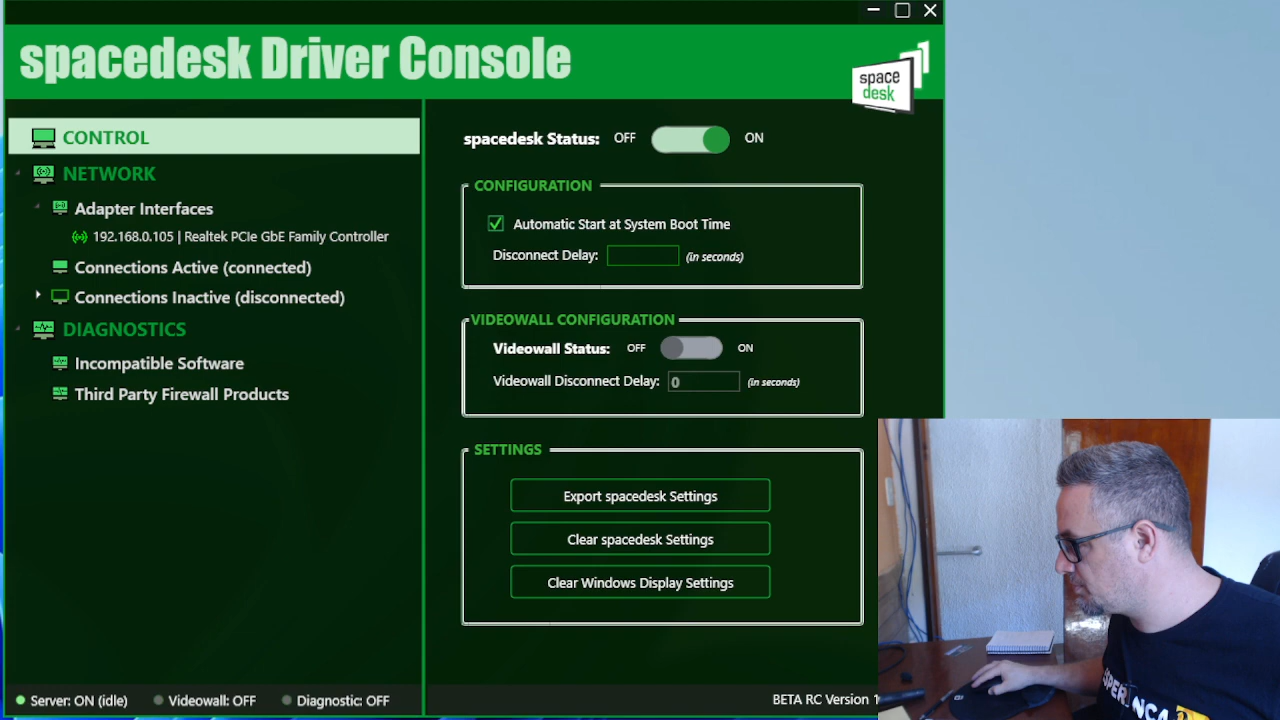 spacedesk Driver Console
space
desk
CONTROL
NETWORK
Adapter Interfaces
192.168.0.105 | Realtek PCIe GbE Family Controller
Connections Active (connected)
Connections Inactive (disconnected)
DIAGNOSTICS
Incompatible Software
Third Party Firewall Products
spacedesk Status: OFF ON
CONFIGURATION
Automatic Start at System Boot Time
Disconnect Delay: (in seconds)
VIDEOWALL CONFIGURATION
Videowall Status: OFF ON
Videowall Disconnect Delay: 0 (in seconds)
SETTINGS
Export spacedesk Settings
Clear spacedesk Settings
Clear Windows Display Settings
Server: ON (idle) Videowall: OFF Diagnostic: OFF
BETA RC Version